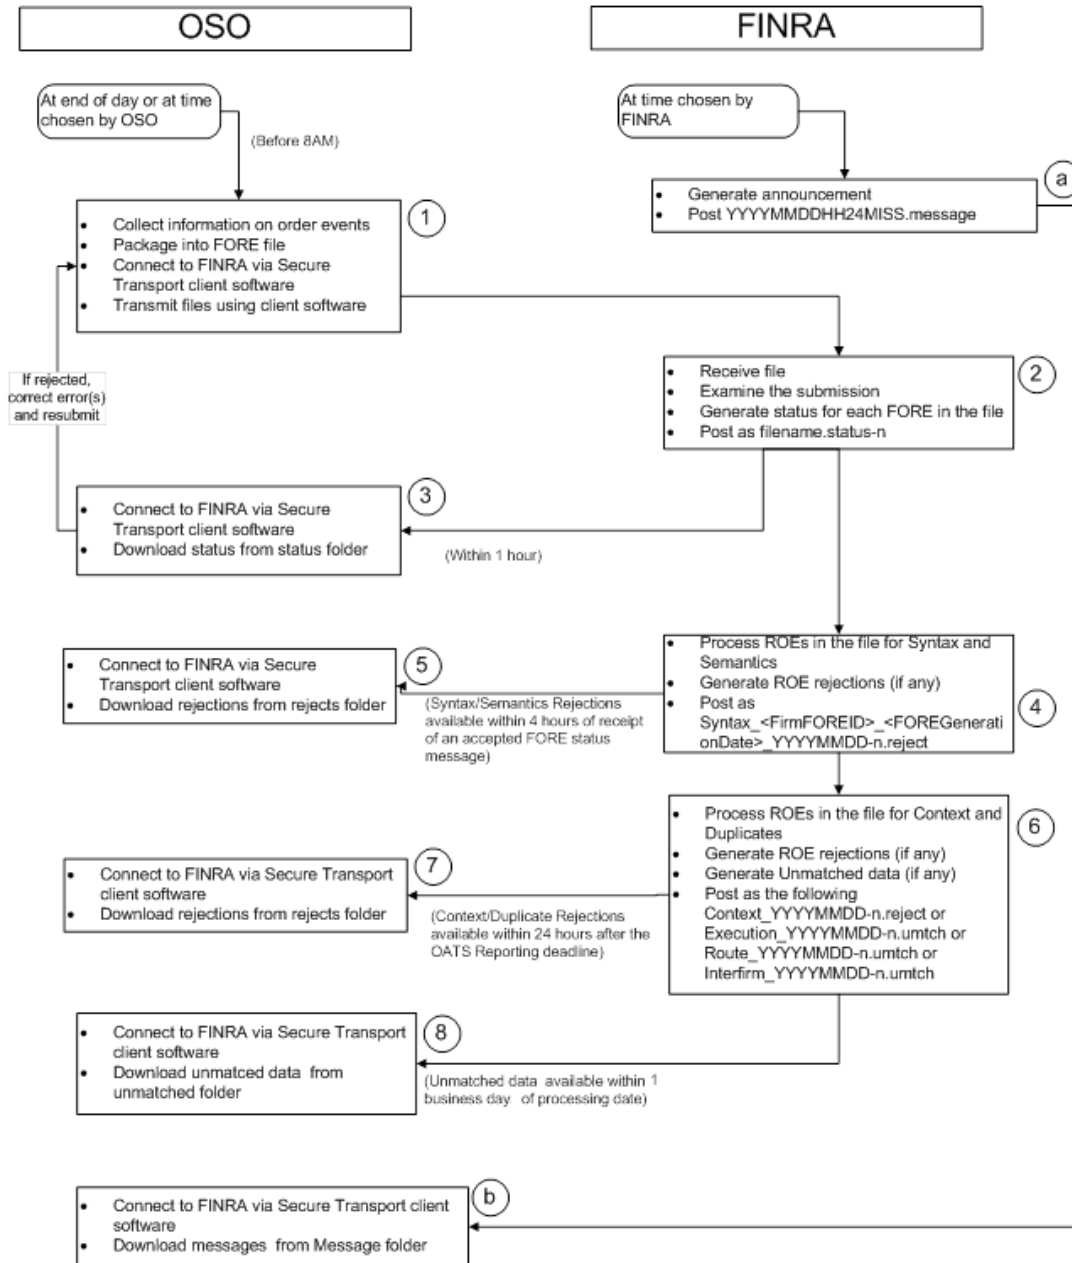 OSO
FINRA
At end of day or at time
chosen by OSO
At time chosen by
FINRA
(Before 8AM)
a
• Generate announcement
• Post YYYYMMDDHH24MISS.message
1
• Collect information on order events
• Package into FORE file
• Connect to FINRA via Secure
Transport client software
• Transmit files using client software
2
• Receive file
• Examine the submission
• Generate status for each FORE in the file
• Post as filename.status-n
If rejected,
correct error(s)
and resubmit
3
• Connect to FINRA via Secure
Transport client software
• Download status from status folder
(Within 1 hour)
4
• Process ROEs in the file for Syntax and
Semantics
• Generate ROE rejections (if any)
• Post as
Syntax_<FirmFOREID>_<FOREGenerati
onDate>_YYYYMMDD-n.reject
5
• Connect to FINRA via Secure
Transport client software
• Download rejections from rejects folder
(Syntax/Semantics Rejections
available within 4 hours of receipt
of an accepted FORE status
message)
6
• Process ROEs in the file for Context and
Duplicates
• Generate ROE rejections (if any)
• Generate Unmatched data (if any)
• Post as the following
Context_YYYYMMDD-n.reject or
Execution_YYYYMMDD-n.umtch or
Route_YYYYMMDD-n.umtch or
Interfirm_YYYYMMDD-n.umtch
7
• Connect to FINRA via Secure Transport
client software
• Download rejections from rejects folder
(Context/Duplicate Rejections
available within 24 hours after the
OATS Reporting deadline)
8
• Connect to FINRA via Secure Transport
client software
• Download unmatced data from
unmatched folder
(Unmatched data available within 1
business day of processing date)
b
• Connect to FINRA via Secure Transport client
software
• Download messages from Message folder